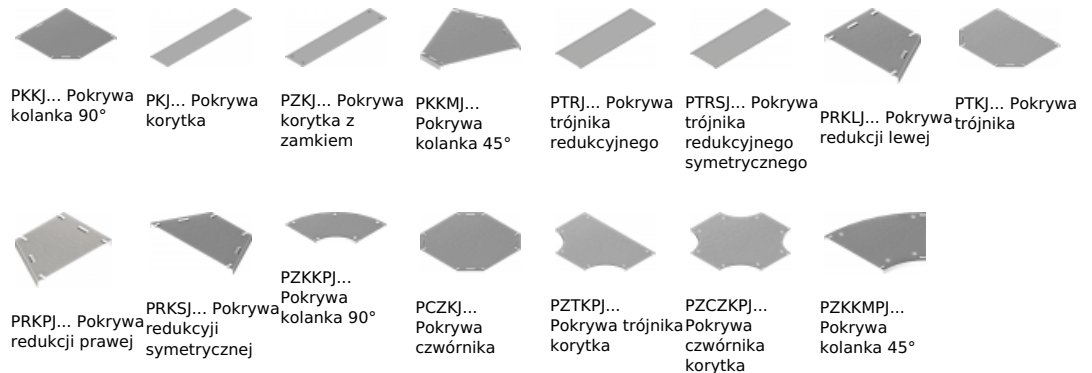 PKKJ... Pokrywa
kolanka 90°
PKJ... Pokrywa
korytka
PZKJ... Pokrywa
korytka z
zamkiem
PKKMJ...
Pokrywa
kolanka 45°
PTRJ... Pokrywa
trójnika
redukcyjnego
PTRSJ... Pokrywa
trójnika
redukcyjnego
symetrycznego
PRKLJ... Pokrywa
redukcji lewej
PTKJ... Pokrywa
trójnika
PRKPJ... Pokrywa
redukcji prawej
PRKSJ... Pokrywa
redukcyji
symetrycznej
PZKKPJ...
Pokrywa
kolanka 90°
PCZKJ...
Pokrywa
czwórnika
PZTKPJ...
Pokrywa trójnika
korytka
PZCZKPJ...
Pokrywa
czwórnika
korytka
PZKKMPJ...
Pokrywa
kolanka 45°